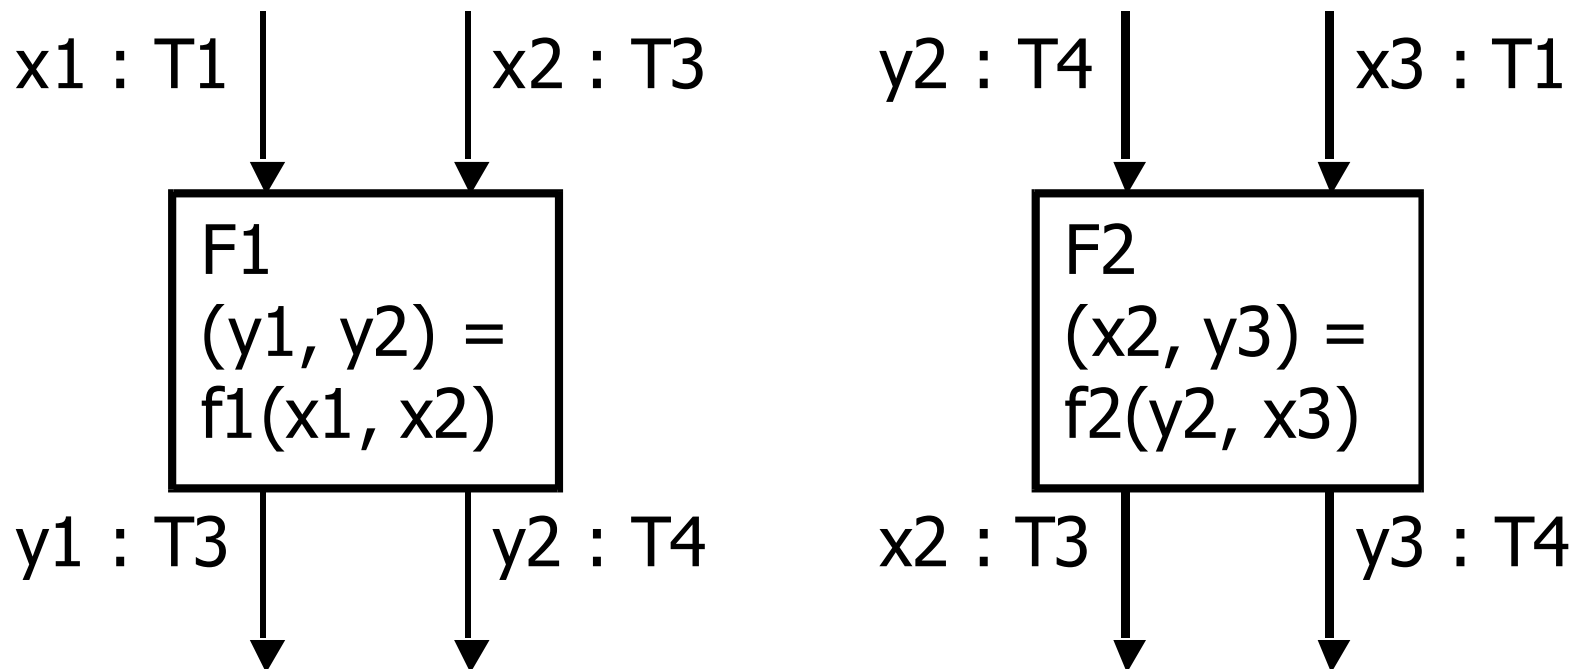 x1 : T1
x2 : T3
y2 : T4
x3 : T1
F1
(y1, y2) =
f1(x1, x2)
F2
(x2, y3) =
f2(y2, x3)
y1 : T3
y2 : T4
x2 : T3
y3 : T4